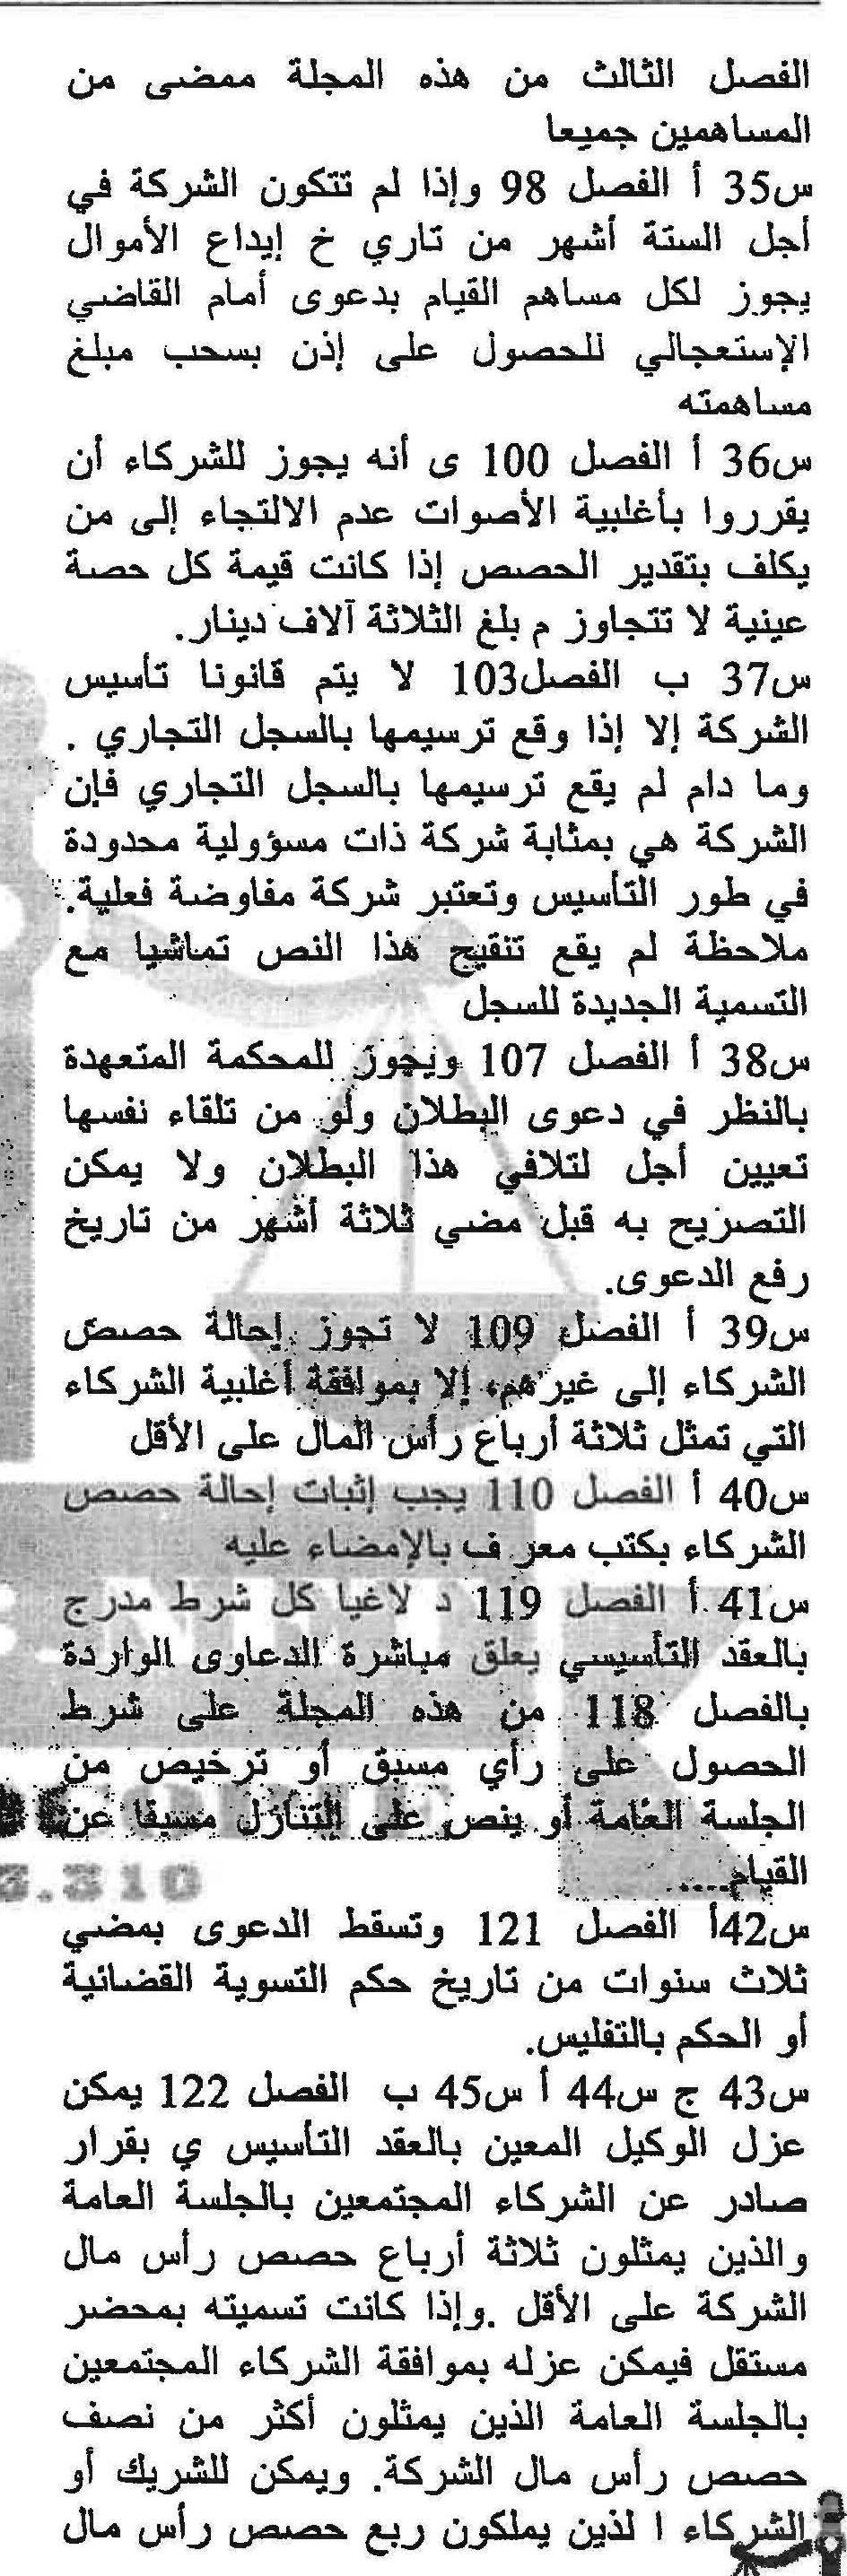 الفصل الثالث من هذه المجلة ممضى من
المساهمين جميعا
س35 أ الفصل 98 وإذا لم تتكون الشركة في
أجل الستة أشهر من تاري خ إيداع الأموال
يجوز لكل مساهم القيام بدعوى أمام القاضي
الإستعجالي للحصول على إذن بسحب مبلغ
مساهمته
س36 أ الفصل 100 ى أنه يجوز للشركاء أن
يقرروا بأغلبية الأصوات عدم الالتجاء إلى من
يكلف بتقدير الحصص إذا كانت قيمة كل حصة
عينية لا تتجاوز م بلغ الثلاثة آلاف دينار.
س37 ب الفصل103 لا يتم قانونا تأسيس
الشركة إلا إذا وقع ترسيمها بالسجل التجاري .
وما دام لم يقع ترسيمها بالسجل التجاري فإن
الشركة هي بمثابة شركة ذات مسؤولية محدودة
في طور التأسيس وتعتبر شركة مفاوضة فعلية.
ملاحظة لم يقع تنقيح هذا النص تماشيا مع
التسمية الجديدة للسجل
س38 أ الفصل 107 ويجوز للمحكمة المتعهدة
بالنظر في دعوى البطلان ولو من تلقاء نفسها
تعيين أجل لتلافي هذا البطلان ولا يمكن
التصريح به قبل مضي ثلاثة أشهر من تاريخ
رفع الدعوى.
س39 أ الفصل 109 لا تجوز إحالة حصص
الشركاء إلى غيرهم، إلا بموافقة أغلبية الشركاء
التي تمثل ثلاثة أرباع رأس المال على الأقل
س40 أ الفصل 110 يجب إثبات إحالة حصص
الشركاء بكتب معر ف بالإمضاء عليه
س41 أ الفصل 119 د لاغيا كل شرط مدرج
بالعقد التأسيسي يعلق مباشرة الدعاوى الواردة
بالفصل 118 من هذه المجلة على شرط
الحصول على رأي مسبق أو ترخيص من
الجلسة العامة أو ينص على التنازل مسبقا عن
القيام....
3.310
س42أ الفصل 121 وتسقط الدعوى بمضي
ثلاث سنوات من تاريخ حكم التسوية القضائية
أو الحكم بالتفليس.
س43 ج س44 أ س45 ب الفصل 122 يمكن
عزل الوكيل المعين بالعقد التأسيس ي بقرار
صادر عن الشركاء المجتمعين بالجلسة العامة
والذين يمثلون ثلاثة أرباع حصص رأس مال
الشركة على الأقل .وإذا كانت تسميته بمحضر
مستقل فيمكن عزله بموافقة الشركاء المجتمعين
بالجلسة العامة الذين يمثلون أكثر من نصف
حصص رأس مال الشركة. ويمكن للشريك أو
الشركاء ا لذين يملكون ربع حصص رأس مال